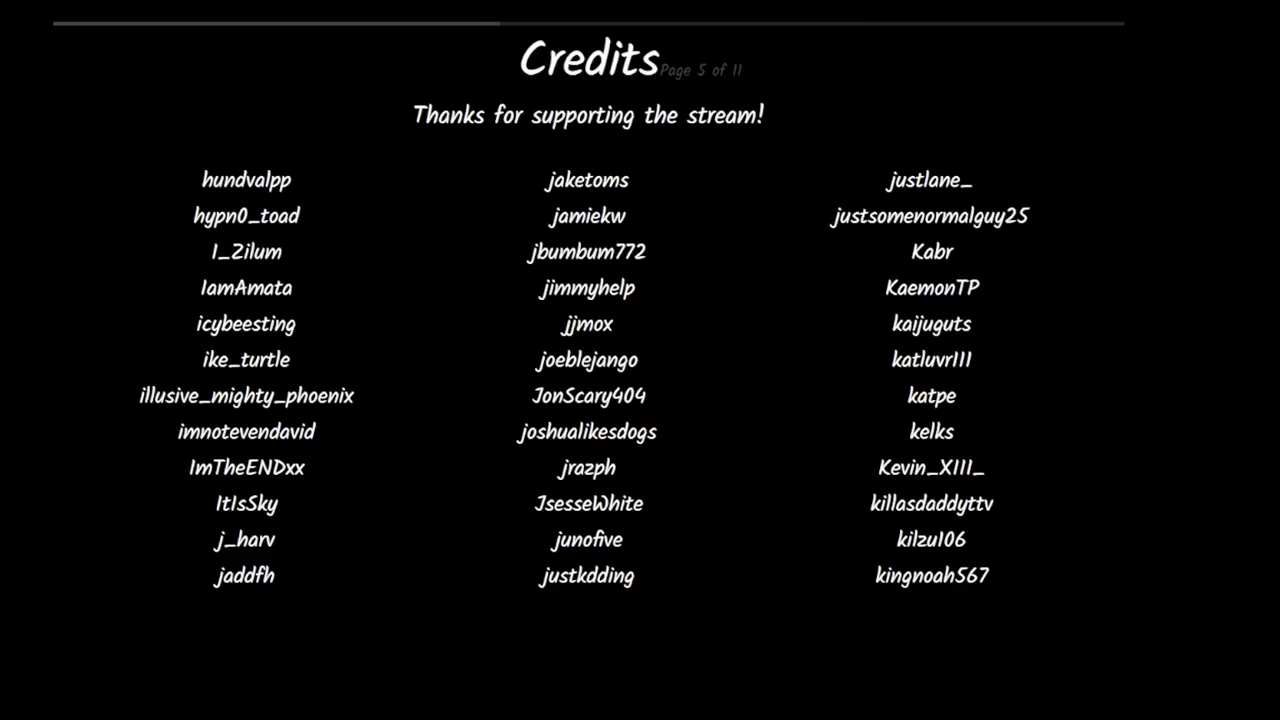 Credits Page 5 of 11
Thanks for supporting the stream!
hundvalpp
hypn0_toad
I_Zilum
IamAmata
icybeesting
ike_turtle
illusive_mighty_phoenix
imnotevendavid
ImTheENDxx
ItIsSky
j_harv
jaddfh
jaketoms
jamiekw
jbumbum772
jimmyhelp
jjmox
joeblejango
JonScary404
joshualikesdogs
jrazph
JsesseWhite
junofive
justkdding
justlane_
justsomenormalguy25
Kabr
KaemonTP
kaijuguts
katluvr111
katpe
kelks
Kevin_XIII_
killasdaddyttv
kilzu106
kingnoah567